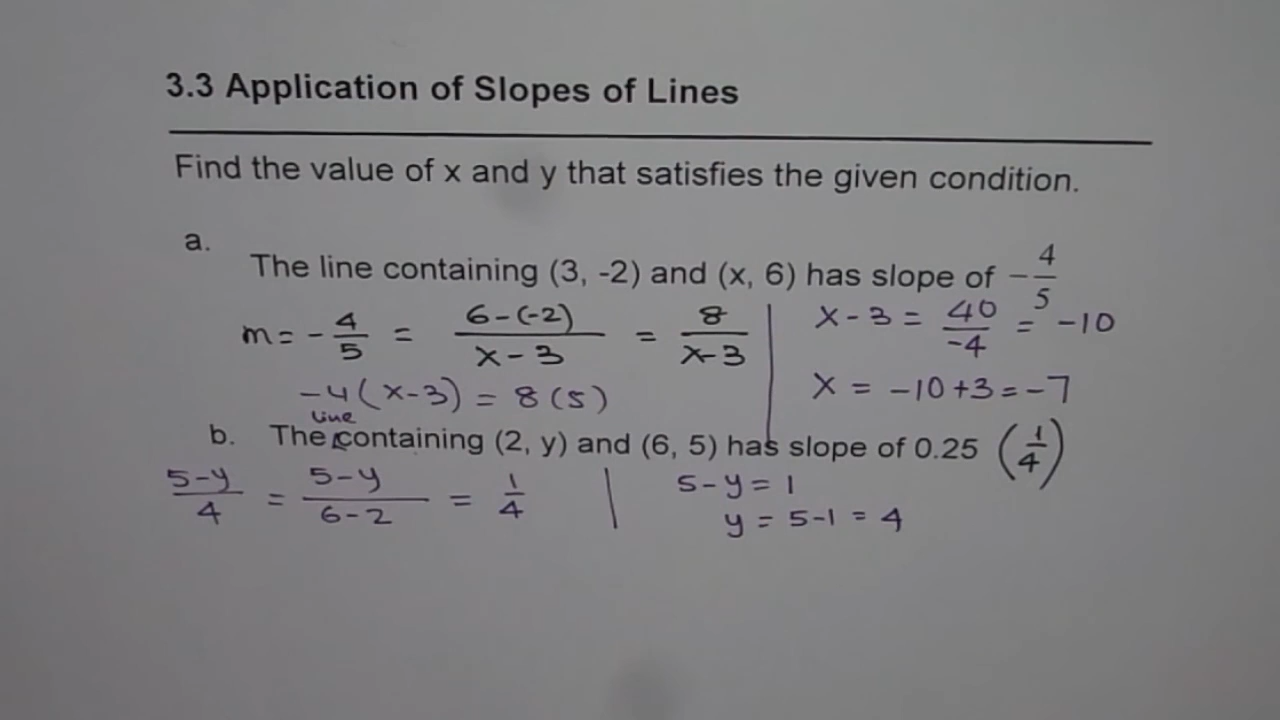 3.3 Application of Slopes of Lines
Find the value of x and y that satisfies the given condition.
a.
The line containing (3, -2) and (x, 6) has slope of -4/5
m = -4/5 = (6-(-2))/(x-3) = 8/(x-3)
-4(x-3) = 8(5)
x-3 = 40/-4 = -10
x = -10+3 = -7
line
b. The containing (2, y) and (6, 5) has slope of 0.25 (1/4)
(5-y)/4 = (5-y)/(6-2) = 1/4
5-y = 1
y = 5-1 = 4